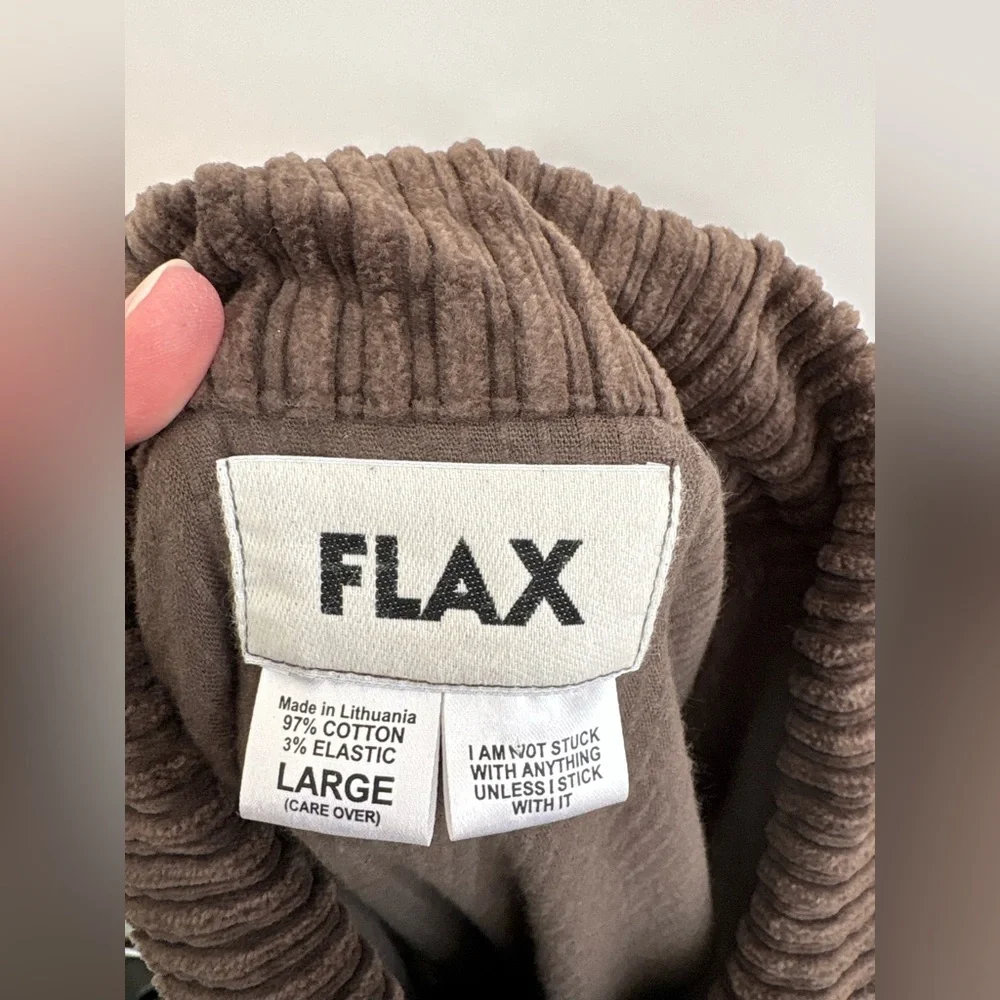 FLAX
Made in Lithuania
97% COTTON
3% ELASTIC
LARGE
(CARE OVER)
I AM NOT STUCK
WITH ANYTHING
UNLESS I STICK
WITH IT